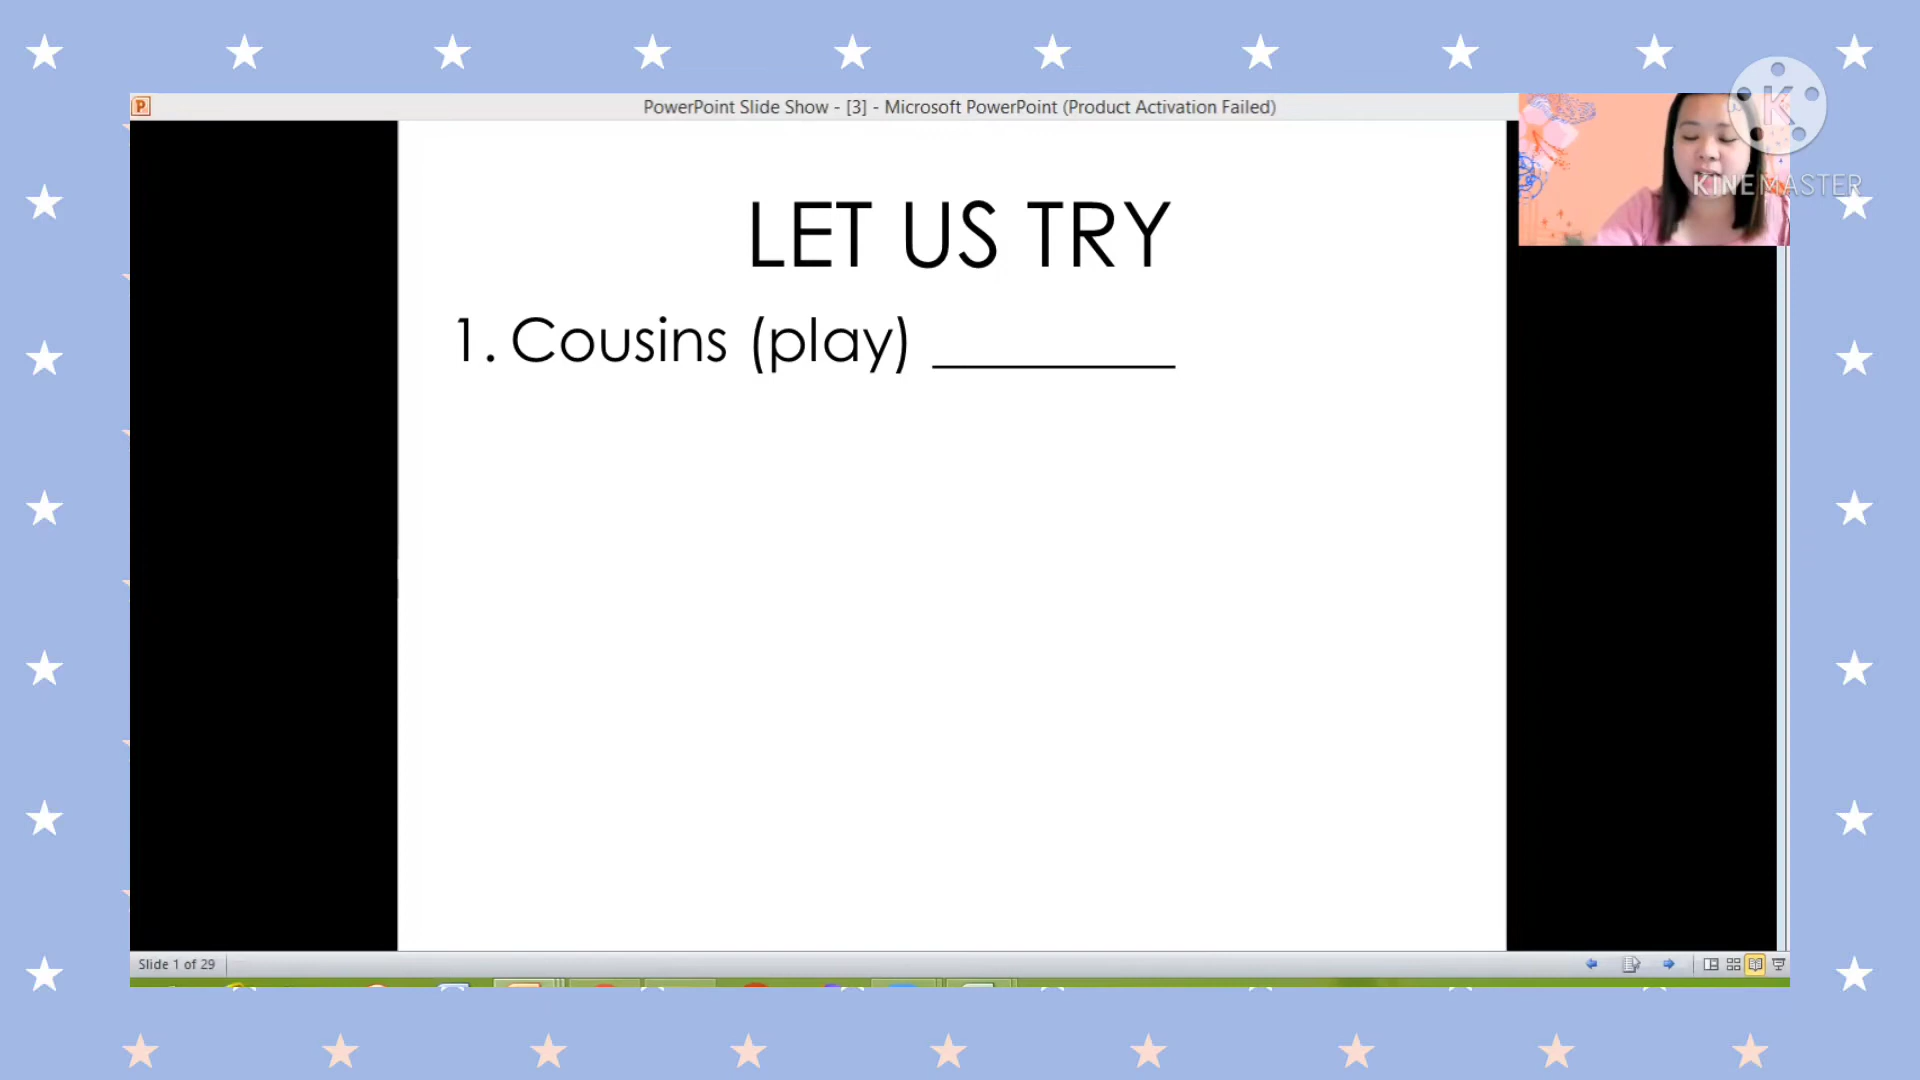 PowerPoint Slide Show - [3] - Microsoft PowerPoint (Product Activation Failed)
K
KINEMASTER
LET US TRY
1. Cousins (play) ________
Slide 1 of 29